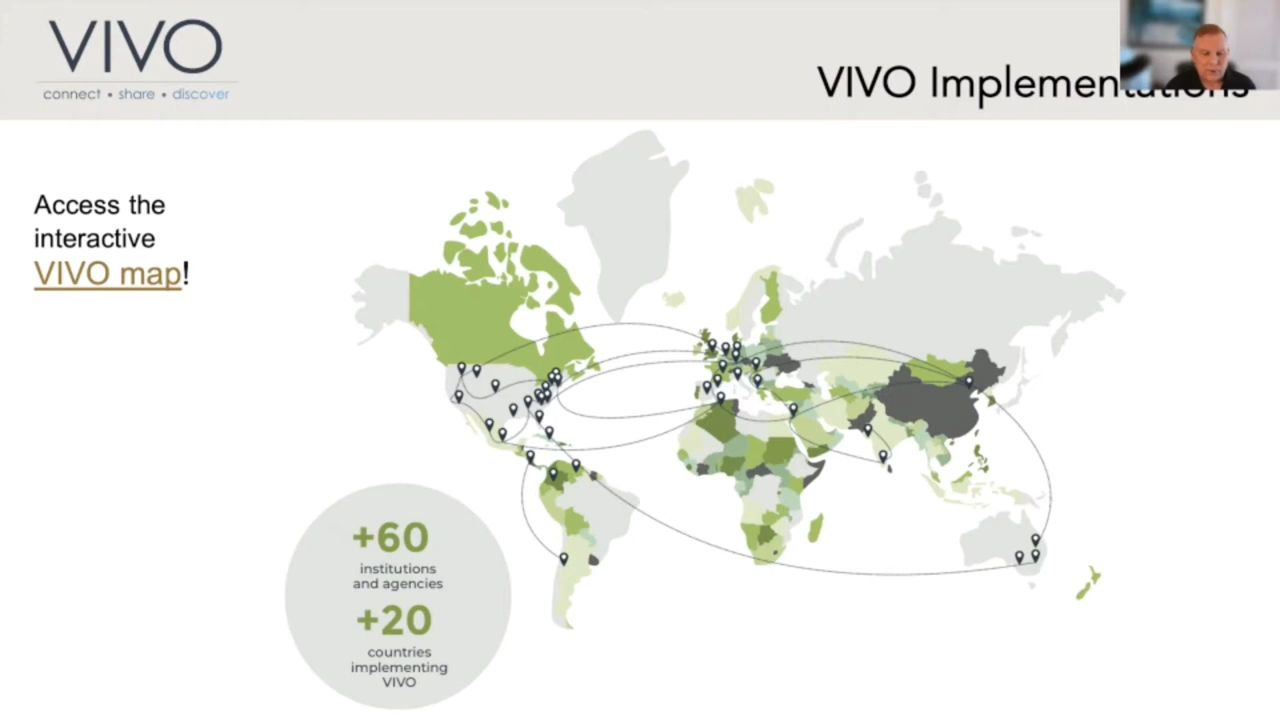 VIVO
connect • share • discover
VIVO Implementations
Access the
interactive
VIVO map!
+60
institutions
and agencies
+20
countries
implementing
VIVO